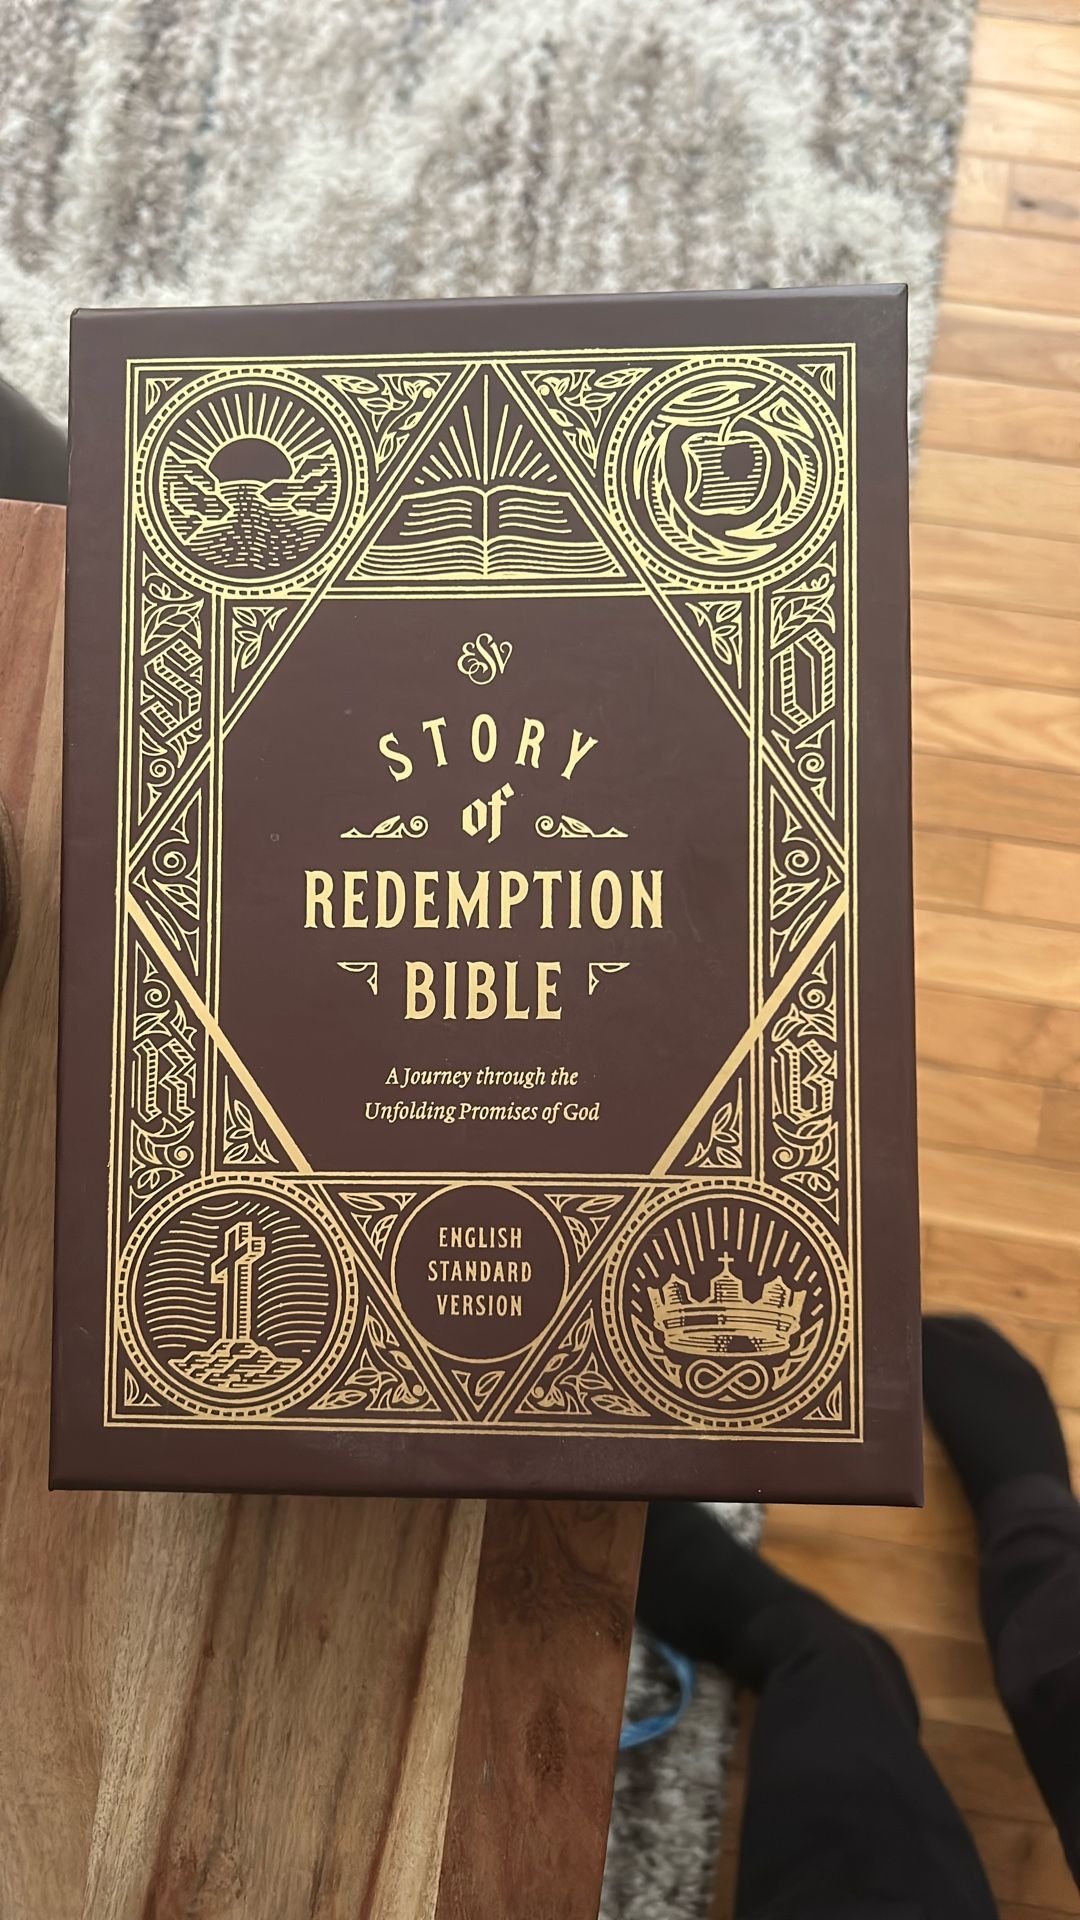 ESV
S
O
STORY
of
REDEMPTION
BIBLE
R
B
A Journey through the
Unfolding Promises of God
ENGLISH
STANDARD
VERSION